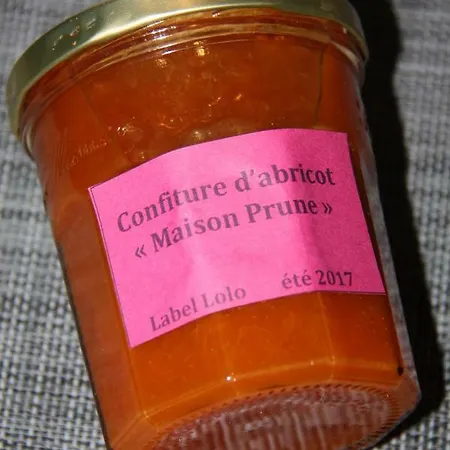 Confiture d'abricot
« Maison Prune »
Label Lolo été 2017